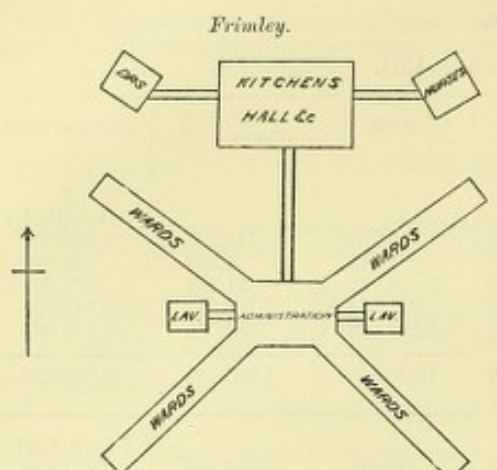 Frimley.
DRS
KITCHENS
HALL &c
NURSES
WARDS
WARDS
LAV.
ADMINISTRATION
LAV
WARDS
WARDS